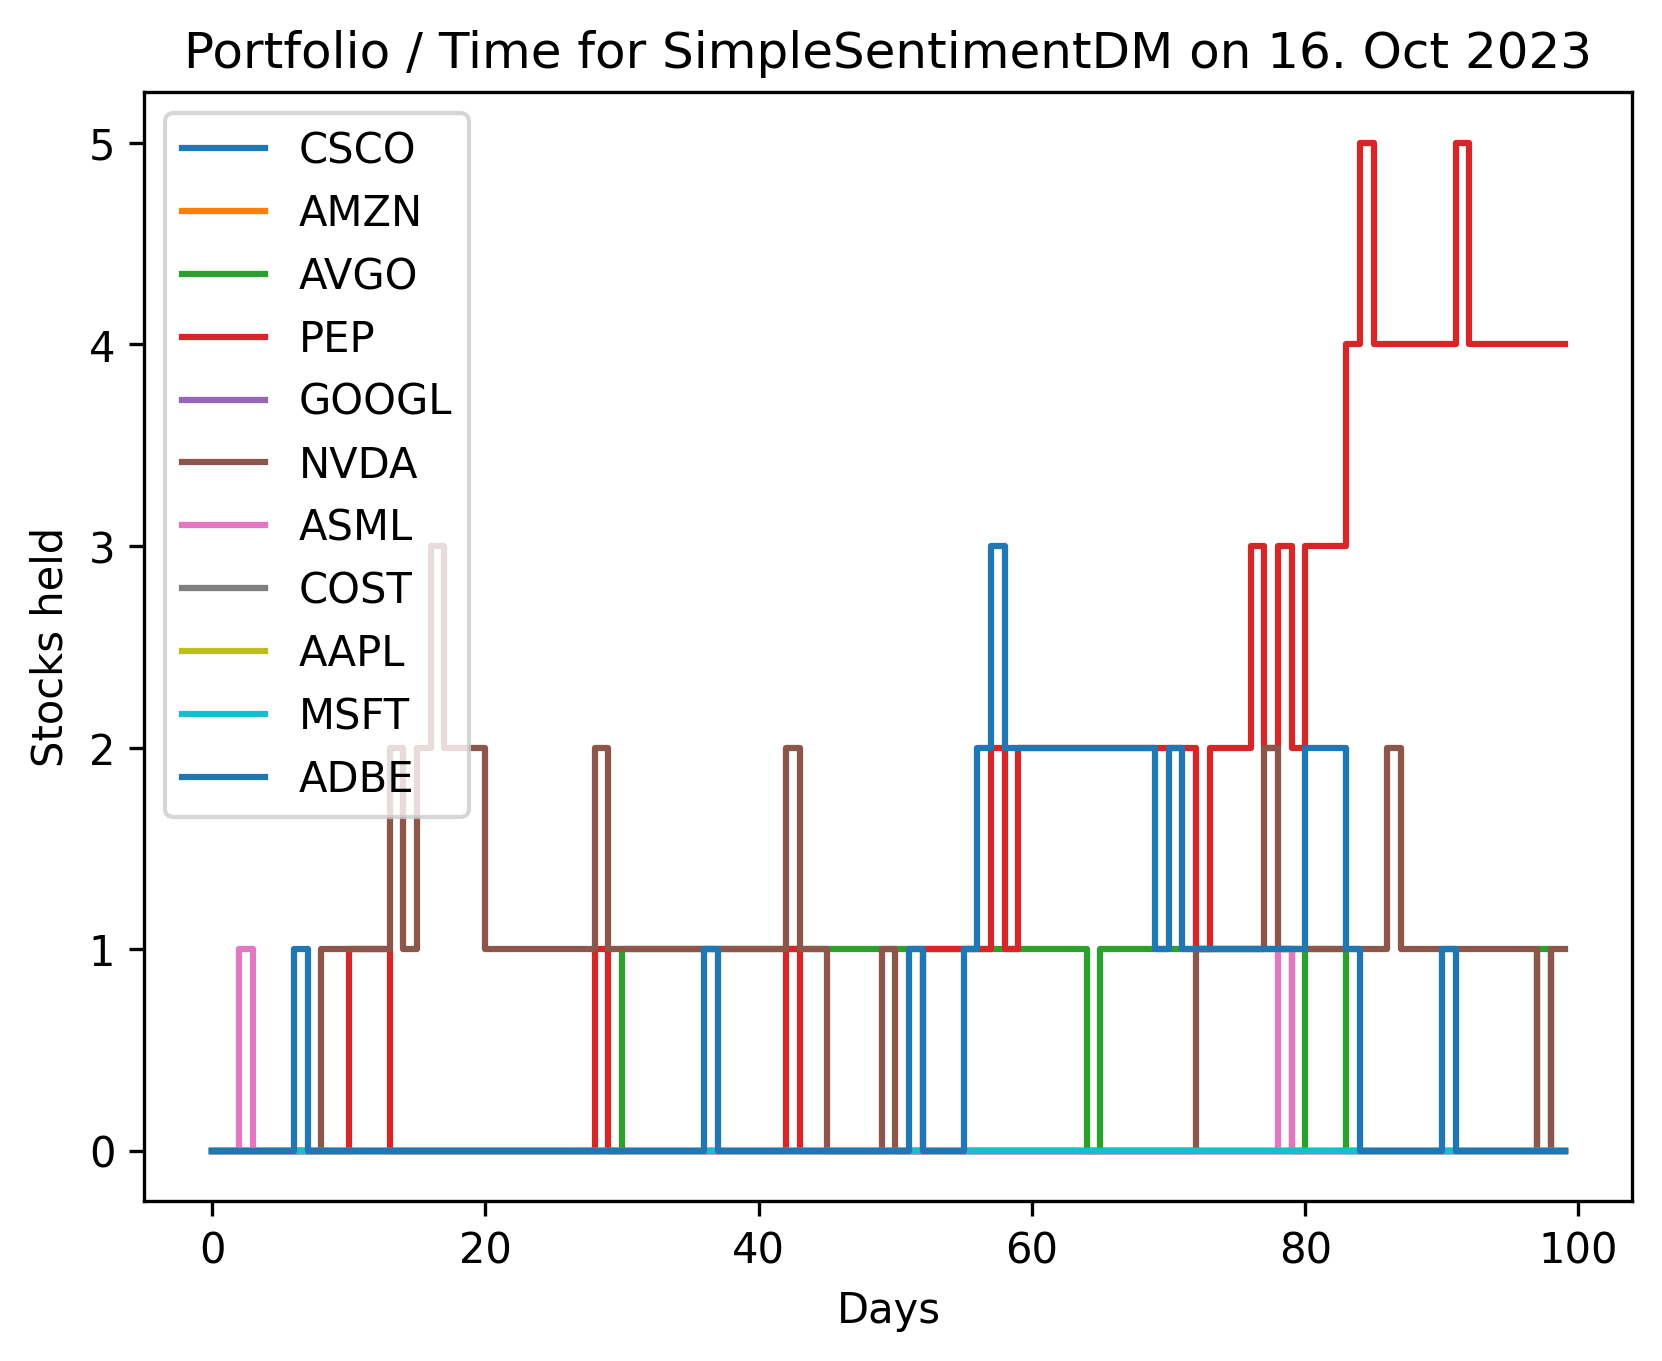 Portfolio / Time for SimpleSentimentDM on 16. Oct 2023
5
4
3
2
1
0
Stocks held
CSCO
AMZN
AVGO
PEP
GOOGL
NVDA
ASML
COST
AAPL
MSFT
ADBE
0 20 40 60 80 100
Days